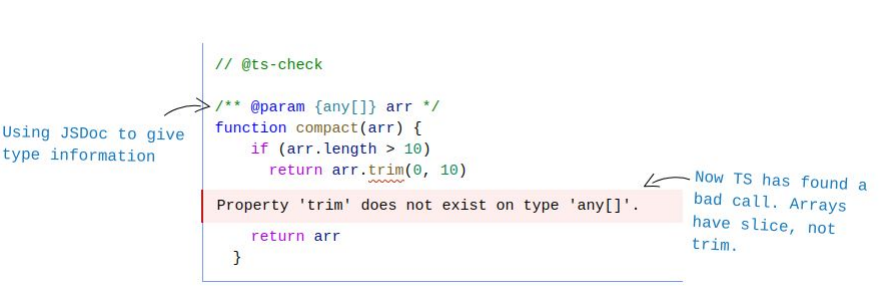 // @ts-check
/** @param {any[]} arr */
Using JSDoc to give
type information
function compact(arr) {
if (arr.length > 10)
return arr.trim(0, 10)
Now TS has found a
bad call. Arrays
have slice, not
trim.
Property 'trim' does not exist on type 'any[]'.
return arr
}